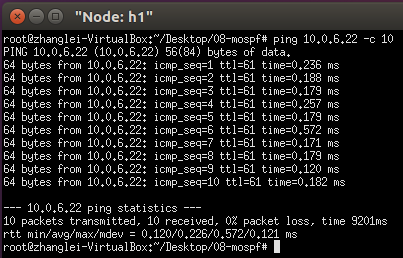 "Node: h1"
root@zhanglei-VirtualBox:~/Desktop/08-mospf# ping 10.0.6.22 -c 10
PING 10.0.6.22 (10.0.6.22) 56(84) bytes of data.
64 bytes from 10.0.6.22: icmp_seq=1 ttl=61 time=0.236 ms
64 bytes from 10.0.6.22: icmp_seq=2 ttl=61 time=0.188 ms
64 bytes from 10.0.6.22: icmp_seq=3 ttl=61 time=0.179 ms
64 bytes from 10.0.6.22: icmp_seq=4 ttl=61 time=0.257 ms
64 bytes from 10.0.6.22: icmp_seq=5 ttl=61 time=0.179 ms
64 bytes from 10.0.6.22: icmp_seq=6 ttl=61 time=0.572 ms
64 bytes from 10.0.6.22: icmp_seq=7 ttl=61 time=0.171 ms
64 bytes from 10.0.6.22: icmp_seq=8 ttl=61 time=0.179 ms
64 bytes from 10.0.6.22: icmp_seq=9 ttl=61 time=0.120 ms
64 bytes from 10.0.6.22: icmp_seq=10 ttl=61 time=0.182 ms
--- 10.0.6.22 ping statistics ---
10 packets transmitted, 10 received, 0% packet loss, time 9201ms
rtt min/avg/max/mdev = 0.120/0.226/0.572/0.121 ms
root@zhanglei-VirtualBox:~/Desktop/08-mospf#